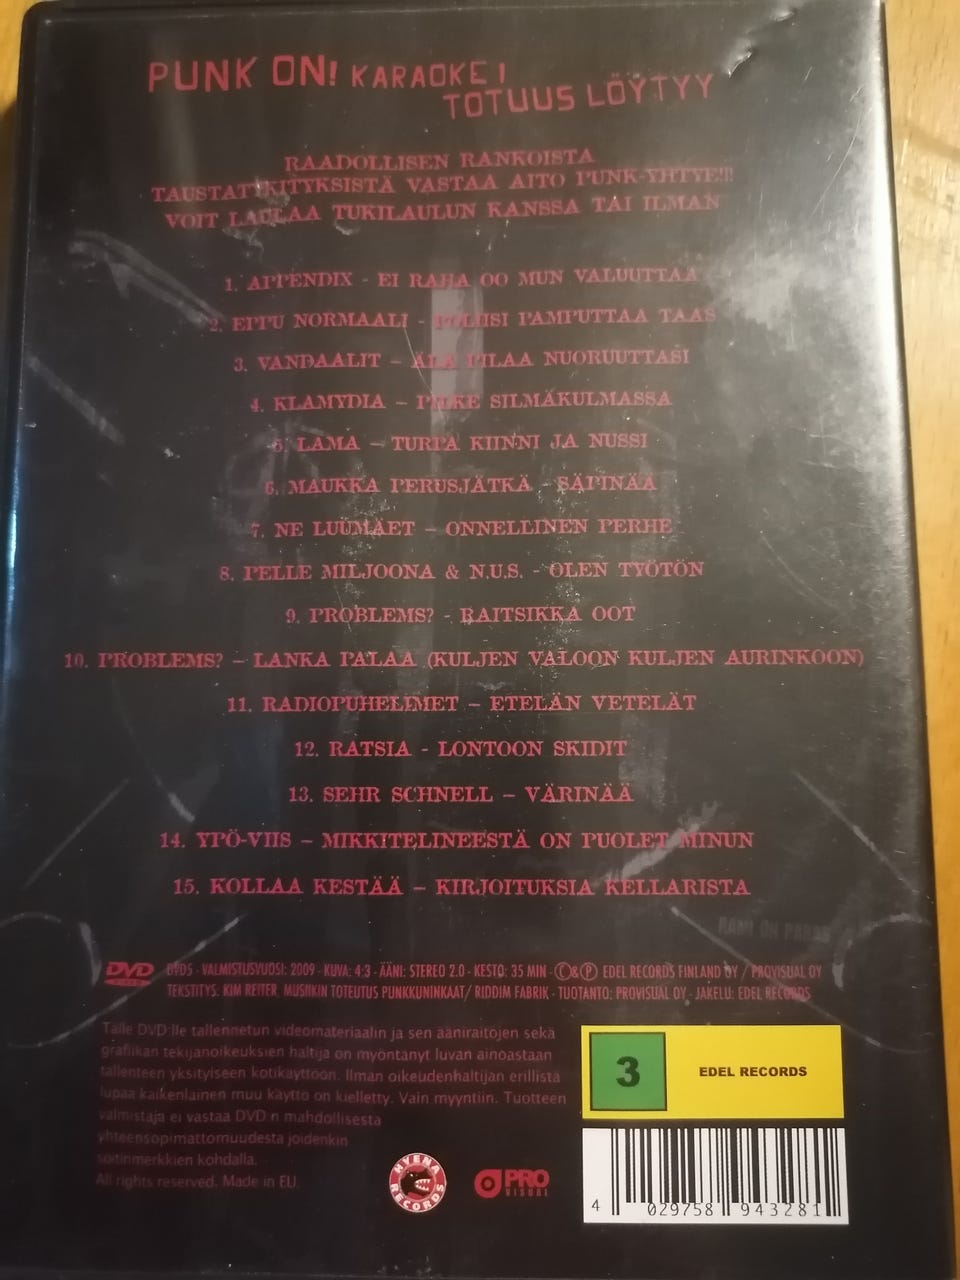 PUNK ON! KARAOKE I
TOTUUS LÖYTYY
RAADOLLISEN RANKOISTA
TAUSTATYKITYKSISTÄ VASTAA AITO PUNK-YHTYE!!!
VOIT LAULAA TUKILAULUN KANSSA TAI ILMAN
1. APPENDIX - EI RAHA OO MUN VALUUTTAA
2. EPPU NORMAALI - POLIISI PAMPUTTAA TAAS
3. VANDAALIT – ÄLÄ PILAA NUORUUTTASI
4. KLAMYDIA – PILKE SILMÄKULMASSA
5. LAMA – TURPA KIINNI JA NUSSI
6. MAUKKA PERUSJÄTKÄ - SÄPINÄÄ
7. NE LUUMÄET – ONNELLINEN PERHE
8. PELLE MILJOONA & N.U.S. - OLEN TYÖTÖN
9. PROBLEMS? - RAITSIKKA OOT
10. PROBLEMS? – LANKA PALAA (KULJEN VALOON KULJEN AURINKOON)
11. RADIOPUHELIMET – ETELÄN VETELÄT
12. RATSIA - LONTOON SKIDIT
13. SEHR SCHNELL – VÄRINÄÄ
14. YPÖ-VIIS – MIKKITELINEESTÄ ON PUOLET MINUN
15. KOLLAA KESTÄÄ – KIRJOITUKSIA KELLARISTA
RAMI ON PARAS
DVD VIDEO DVD5 · VALMISTUSVUOSI: 2009 · KUVA: 4:3 · ÄÄNI: STEREO 2.0 · KESTO: 35 MIN · ©&℗ EDEL RECORDS FINLAND OY / PROVISUAL OY
TEKSTITYS: KIM REITER, MUSIIKIN TOTEUTUS PUNKKUNINKAAT/ RIDDIM FABRIK · TUOTANTO: PROVISUAL OY · JAKELU: EDEL RECORDS
Tälle DVD:lle tallennetun videomateriaalin ja sen ääniraitojen sekä
grafiikan tekijänoikeuksien haltija on myöntänyt luvan ainoastaan
tallenteen yksityiseen kotikäyttöön. Ilman oikeudenhaltijan erillistä
lupaa kaikenlainen muu käyttö on kielletty. Vain myyntiin. Tuotteen
valmistaja ei vastaa DVD:n mahdollisesta
yhteensopimattomuudesta joidenkin
soitinmerkkien kohdalla.
All rights reserved. Made in EU.
HYENA RECORDS
PRO VISUAL
3
EDEL RECORDS
4 029758 943281